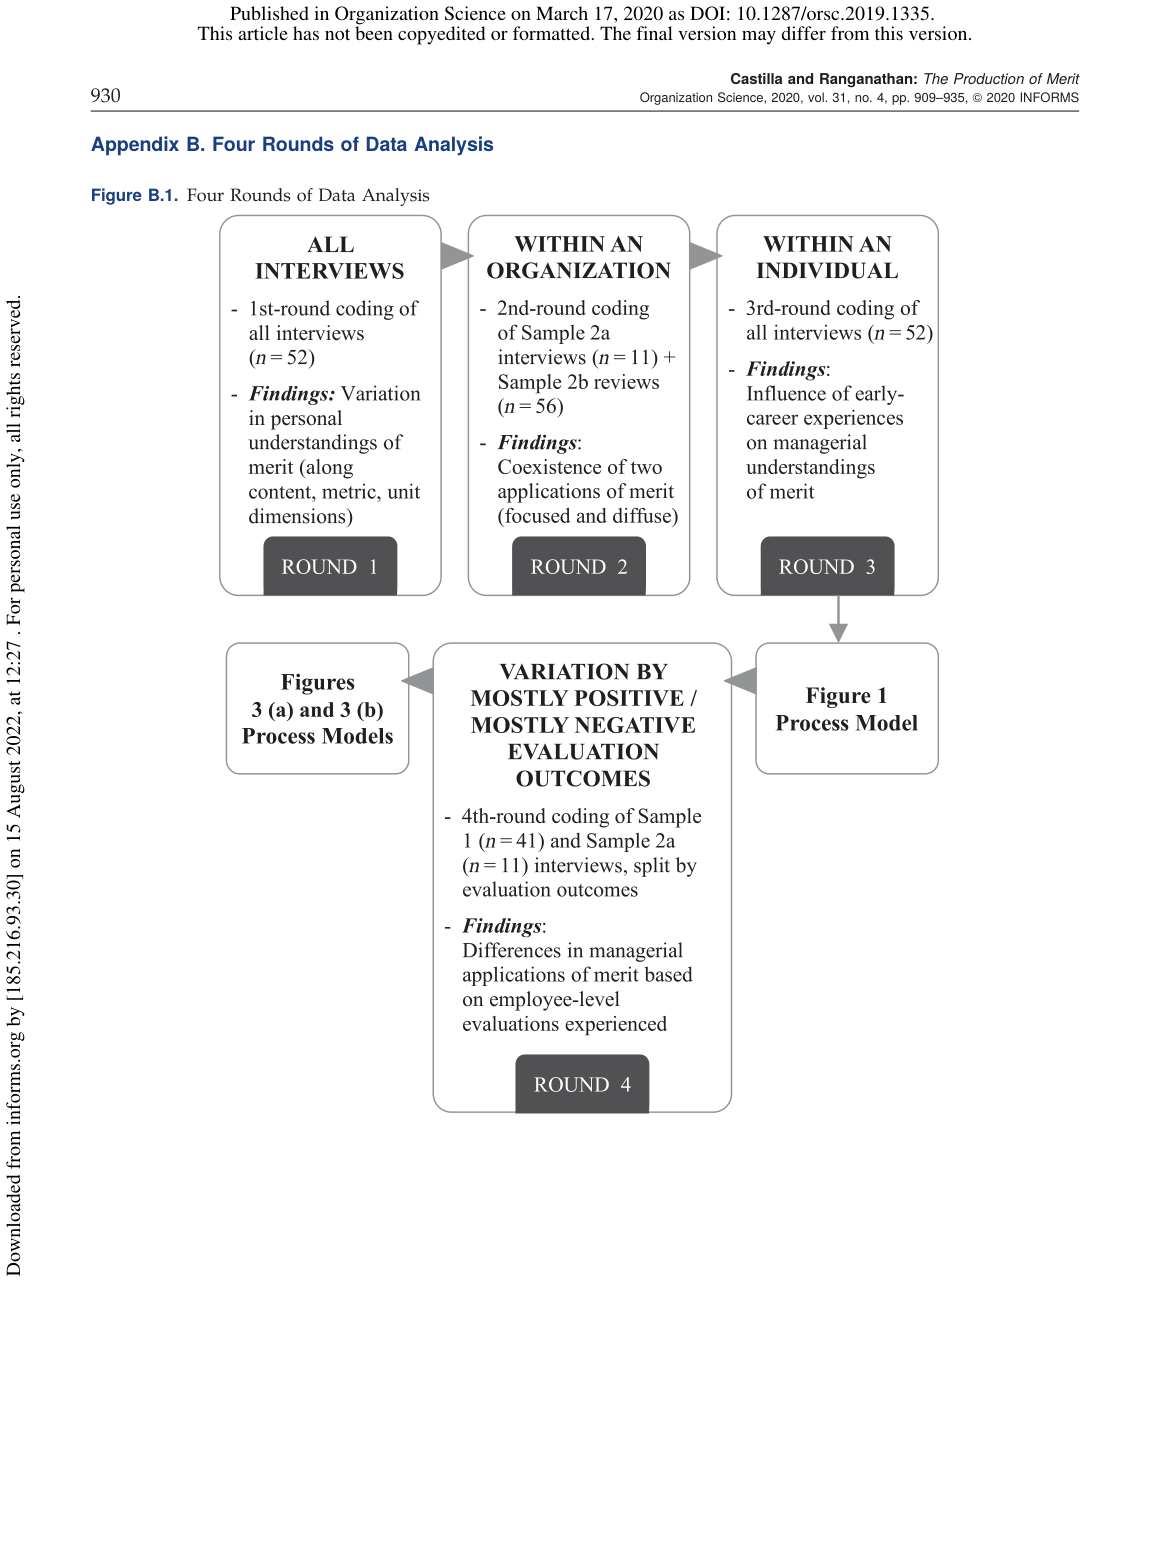 Published in Organization Science on March 17, 2020 as DOI: 10.1287/orsc.2019.1335.
This article has not been copyedited or formatted. The final version may differ from this version.
Castilla and Ranganathan: The Production of Merit
930
Organization Science, 2020, vol. 31, no. 4, pp. 909–935, © 2020 INFORMS
Appendix B. Four Rounds of Data Analysis
Figure B.1. Four Rounds of Data Analysis
ALL
INTERVIEWS
- 1st-round coding of
all interviews
(n = 52)
- Findings: Variation
in personal
understandings of
merit (along
content, metric, unit
dimensions)
ROUND 1
WITHIN AN
ORGANIZATION
- 2nd-round coding
of Sample 2a
interviews (n = 11) +
Sample 2b reviews
(n = 56)
- Findings:
Coexistence of two
applications of merit
(focused and diffuse)
ROUND 2
WITHIN AN
INDIVIDUAL
- 3rd-round coding of
all interviews (n = 52)
- Findings:
Influence of early-
career experiences
on managerial
understandings
of merit
ROUND 3
Figure 1
Process Model
VARIATION BY
MOSTLY POSITIVE /
MOSTLY NEGATIVE
EVALUATION
OUTCOMES
- 4th-round coding of Sample
1 (n = 41) and Sample 2a
(n = 11) interviews, split by
evaluation outcomes
- Findings:
Differences in managerial
applications of merit based
on employee-level
evaluations experienced
ROUND 4
Figures
3 (a) and 3 (b)
Process Models
Downloaded from informs.org by [185.216.93.30] on 15 August 2022, at 12:27 . For personal use only, all rights reserved.